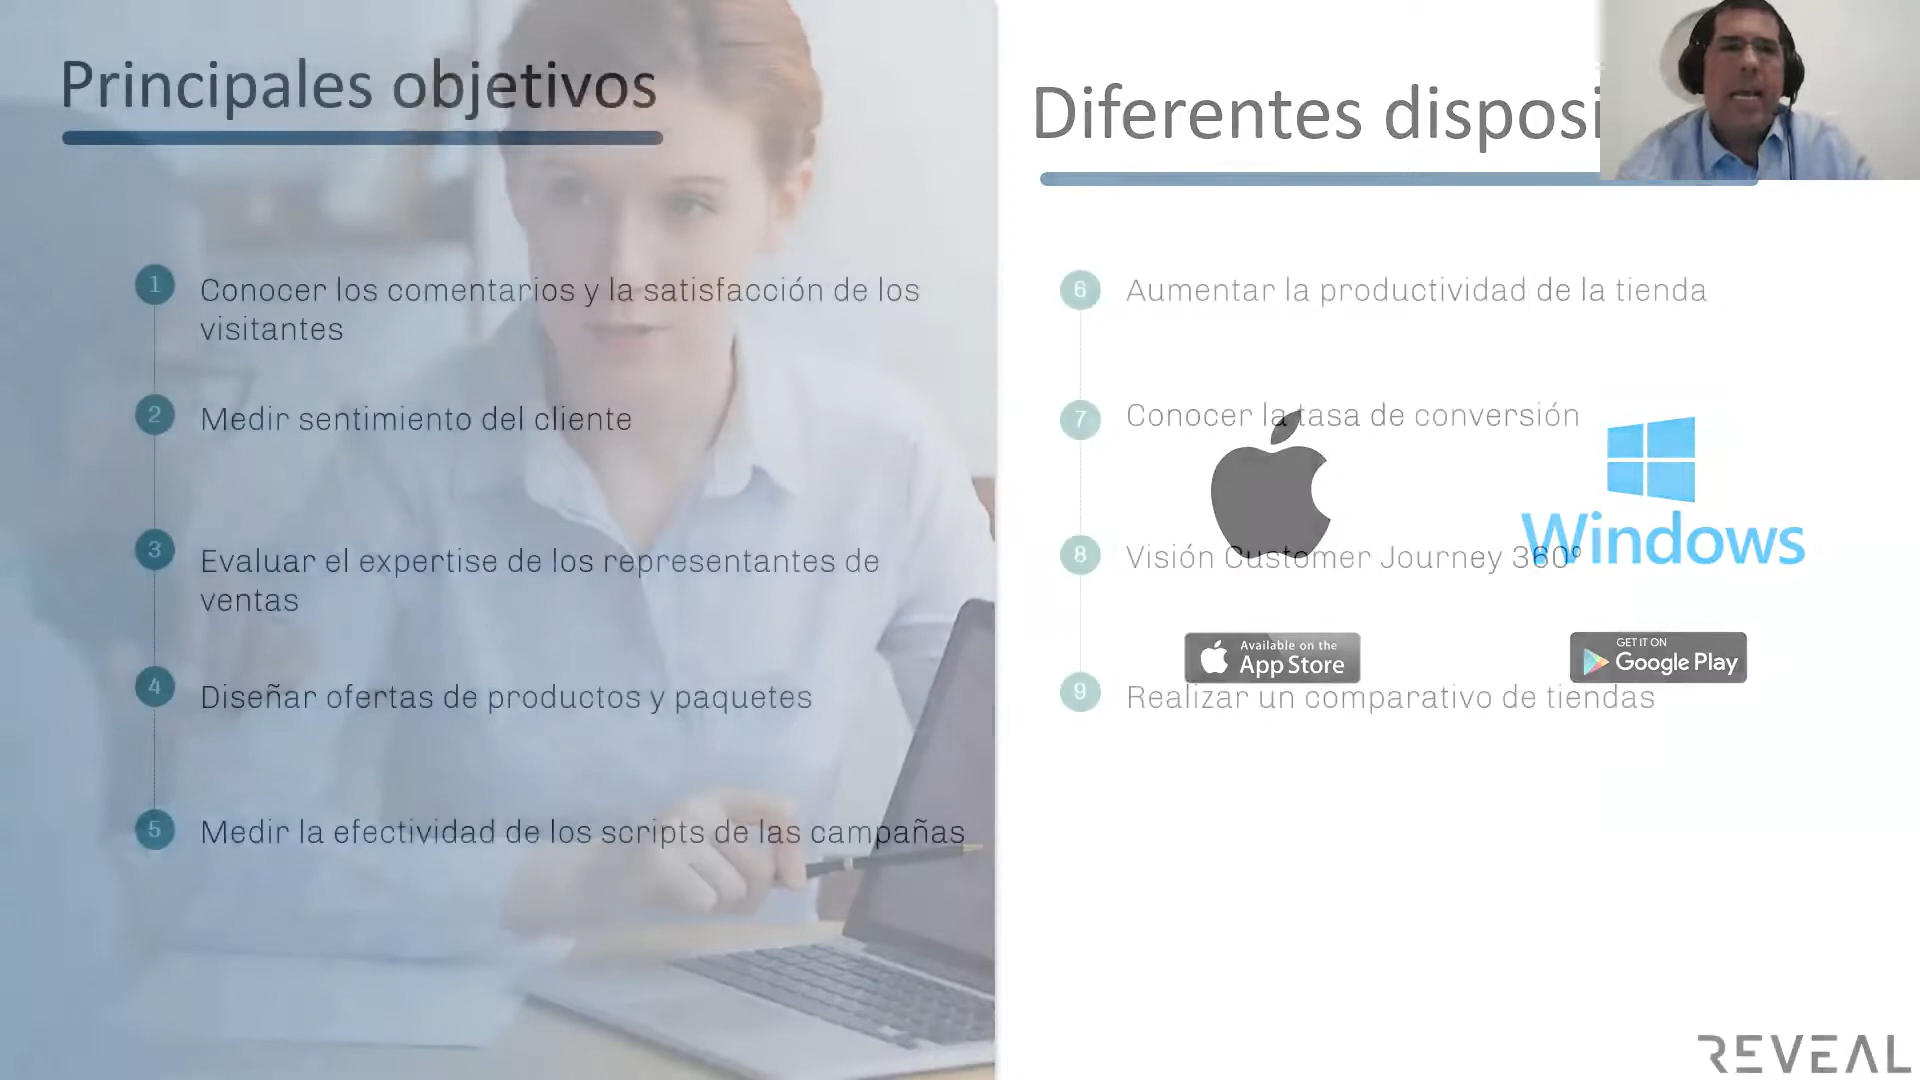 Principales objetivos
Diferentes disposi
1
Conocer los comentarios y la satisfacción de los
visitantes
2
Medir sentimiento del cliente
3
Evaluar el expertise de los representantes de
ventas
4
Diseñar ofertas de productos y paquetes
5
Medir la efectividad de los scripts de las campañas
6
Aumentar la productividad de la tienda
7
Conocer la tasa de conversión
8
Visión Customer Journey 360º
Windows
Available on the
App Store
GET IT ON
Google Play
9
Realizar un comparativo de tiendas
REVEAL